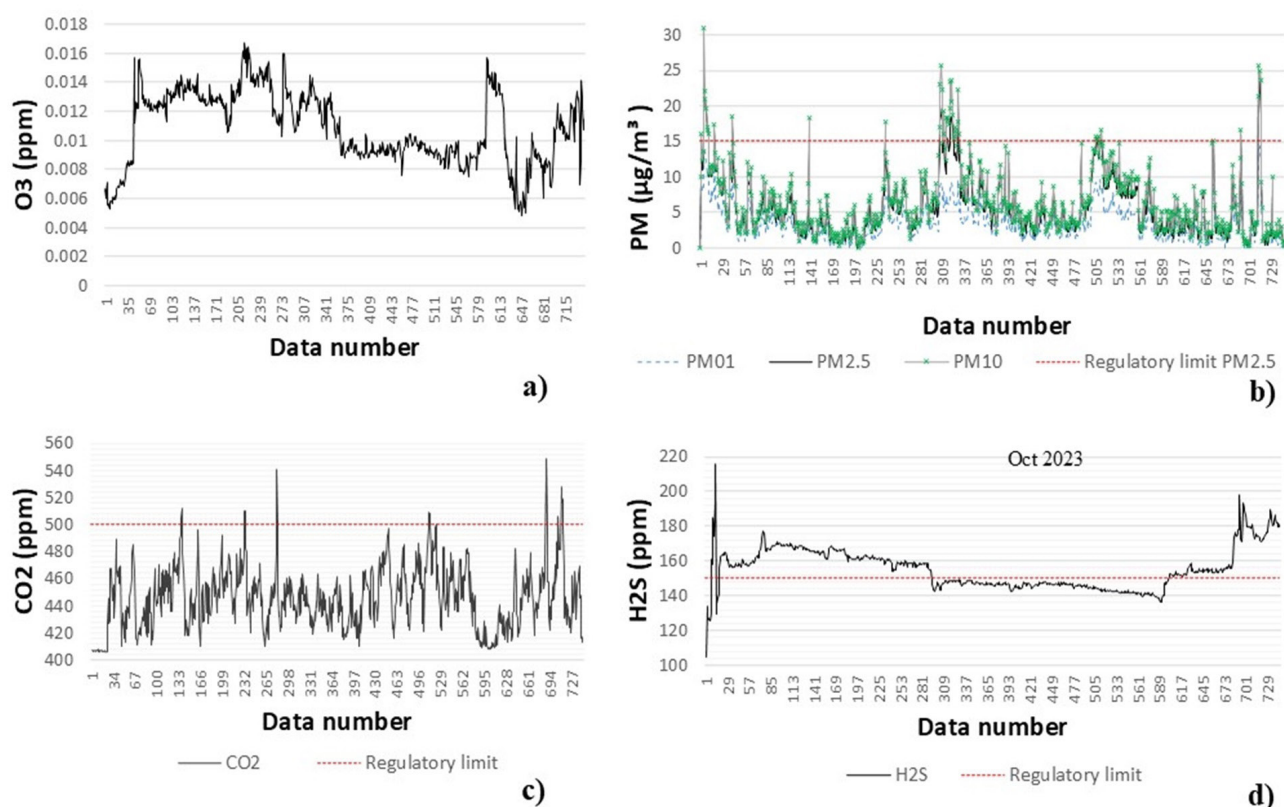 0.018
0.016
0.014
0.012
0.01
0.008
0.006
0.004
0.002
0
O3 (ppm)
1 35 69 103 137 171 205 239 273 307 341 375 409 443 477 511 545 579 613 647 681 715
Data number
a)
30
25
20
15
10
5
0
PM (µg/m³ )
1 29 57 85 113 141 169 197 225 253 281 309 337 365 393 421 449 477 505 533 561 589 617 645 673 701 729
Data number
PM01 PM2.5 PM10 Regulatory limit PM2.5
b)
560
540
520
500
480
460
440
420
400
CO2 (ppm)
1 34 67 100 133 166 199 232 265 298 331 364 397 430 463 496 529 562 595 628 661 694 727
Data number
CO2 Regulatory limit
c)
Oct 2023
220
200
180
160
140
120
100
H2S (ppm)
1 29 57 85 113 141 169 197 225 253 281 309 337 365 393 421 449 477 505 533 561 589 617 645 673 701 729
Data number
H2S Regulatory limit
d)